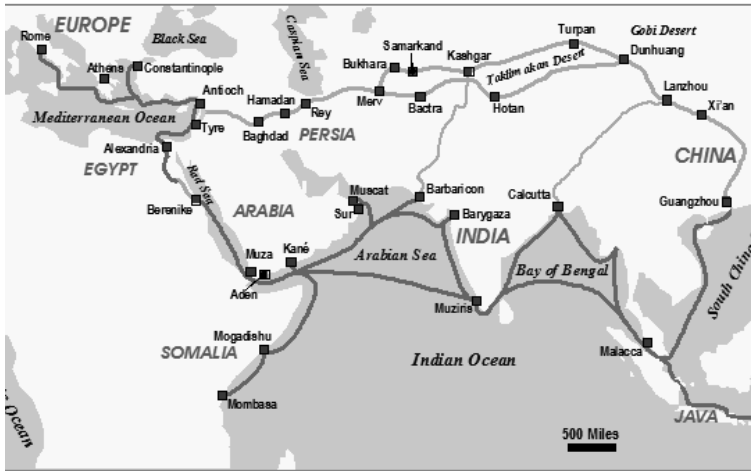 EUROPE
Rome
Black Sea
Caspian Sea
Turpan
Gobi Desert
Samarkand
Bukhara
Kashgar
Dunhuang
Athens
Constantinople
Taklimakan Desert
Antioch
Hamadan
Rey
Merv
Bactra
Hotan
Lanzhou
Xi'an
Mediterranean Ocean
Tyre
Baghdad
PERSIA
Alexandria
EGYPT
Red Sea
CHINA
Muscat
Barbaricon
Calcutta
Guangzhou
Berenike
ARABIA
Sur
Barygaza
INDIA
Kané
Muza
Aden
Arabian Sea
Bay of Bengal
South China
Muziris
Mogadishu
SOMALIA
Indian Ocean
Malacca
Mombasa
JAVA
500 Miles
Ocean